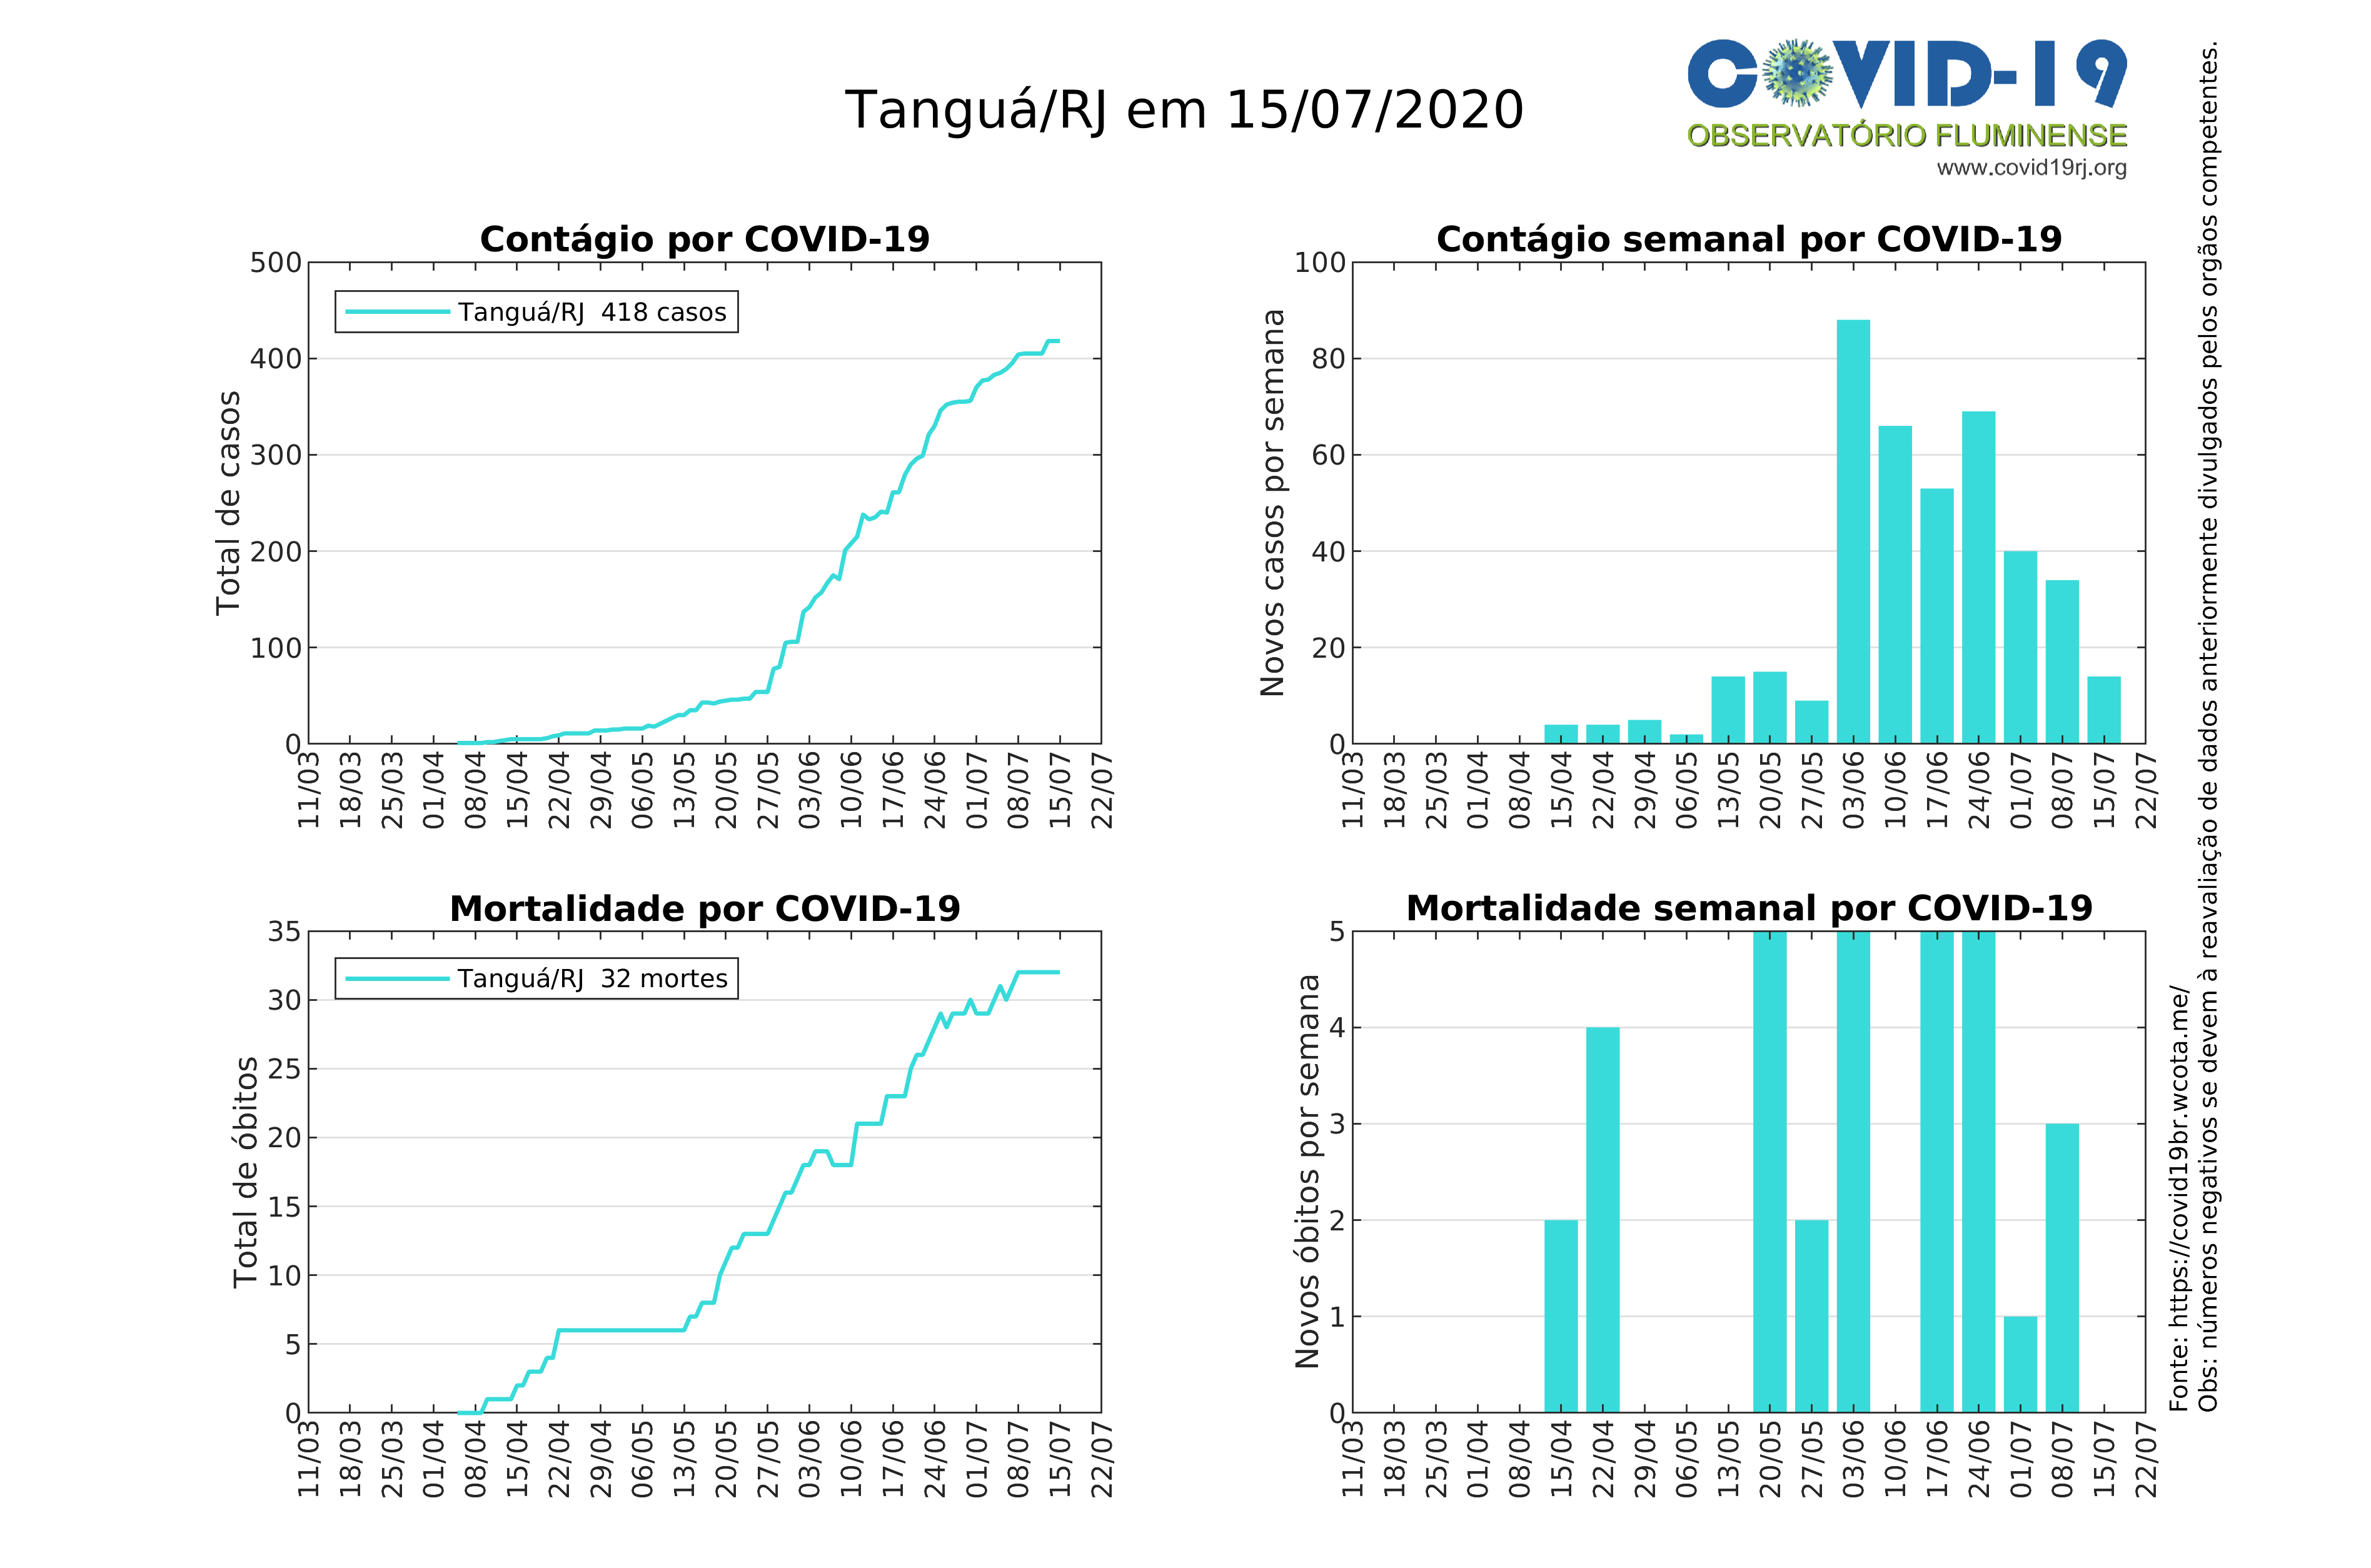 Tanguá/RJ em 15/07/2020
COVID-19
OBSERVATÓRIO FLUMINENSE
www.covid19rj.org
Contágio por COVID-19
Total de casos
500
400
300
200
100
0
Tanguá/RJ 418 casos
11/03 18/03 25/03 01/04 08/04 15/04 22/04 29/04 06/05 13/05 20/05 27/05 03/06 10/06 17/06 24/06 01/07 08/07 15/07 22/07
Contágio semanal por COVID-19
Novos casos por semana
100
80
60
40
20
0
11/03 18/03 25/03 01/04 08/04 15/04 22/04 29/04 06/05 13/05 20/05 27/05 03/06 10/06 17/06 24/06 01/07 08/07 15/07 22/07
Mortalidade por COVID-19
Total de óbitos
35
30
25
20
15
10
5
0
Tanguá/RJ 32 mortes
11/03 18/03 25/03 01/04 08/04 15/04 22/04 29/04 06/05 13/05 20/05 27/05 03/06 10/06 17/06 24/06 01/07 08/07 15/07 22/07
Mortalidade semanal por COVID-19
Novos óbitos por semana
5
4
3
2
1
0
11/03 18/03 25/03 01/04 08/04 15/04 22/04 29/04 06/05 13/05 20/05 27/05 03/06 10/06 17/06 24/06 01/07 08/07 15/07 22/07
Fonte: https://covid19br.wcota.me/
Obs: números negativos se devem à reavaliação de dados anteriormente divulgados pelos orgãos competentes.